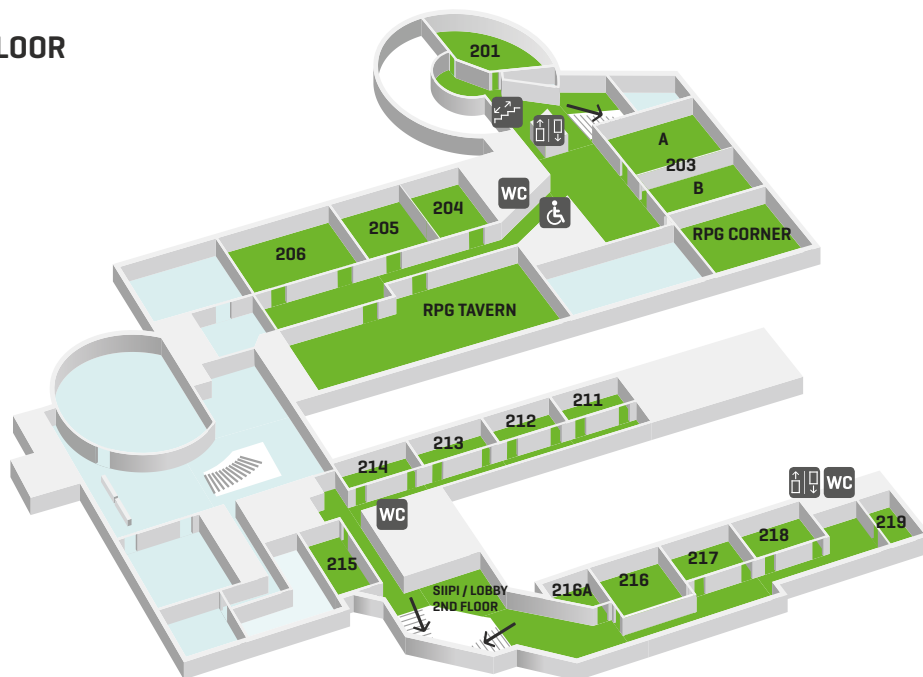 LOOR
201
A
203
B
WC
204
205
206
RPG CORNER
RPG TAVERN
211
212
213
214
WC
WC
219
218
217
215
216
216A
SIIPI / LOBBY
2ND FLOOR